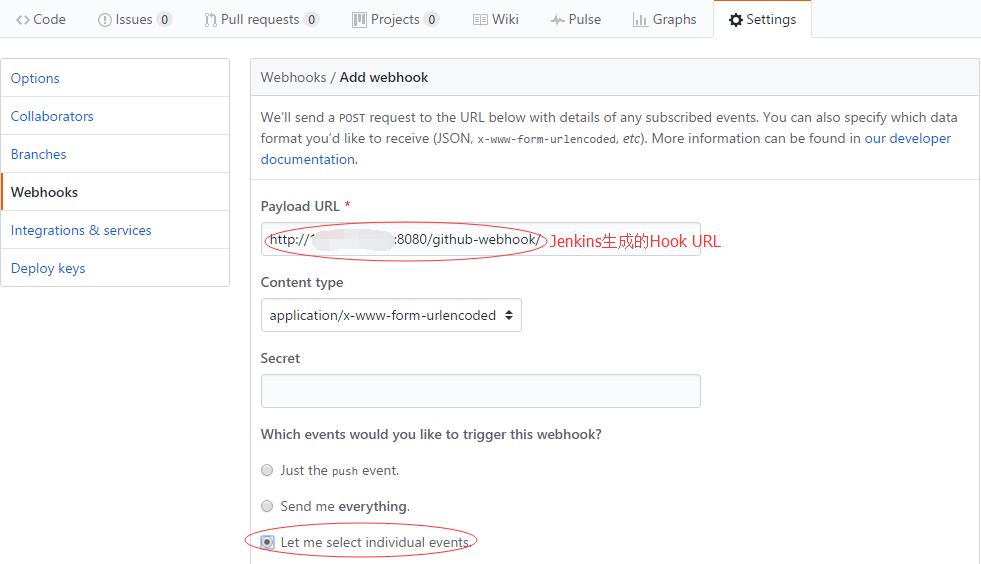 Code Issues 0 Pull requests 0 Projects 0 Wiki Pulse Graphs Settings
Options
Collaborators
Branches
Webhooks
Integrations & services
Deploy keys
Webhooks / Add webhook
We’ll send a POST request to the URL below with details of any subscribed events. You can also specify which data
format you’d like to receive (JSON, x-www-form-urlencoded, etc). More information can be found in our developer
documentation.
Payload URL *
http://1 :8080/github-webhook/ Jenkins生成的Hook URL
Content type
application/x-www-form-urlencoded
Secret
Which events would you like to trigger this webhook?
Just the push event.
Send me everything.
Let me select individual events.